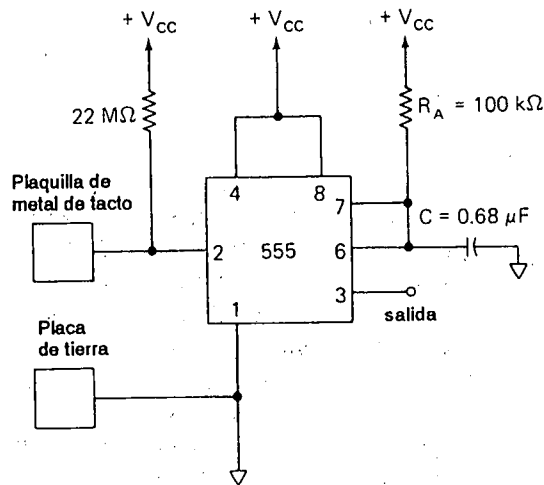 + V_CC
+ V_CC
+ V_CC
22 MΩ
R_A = 100 kΩ
Plaquilla de
metal de tacto
4
8
7
C = 0.68 µF
2
555
6
3
salida
1
Placa
de tierra